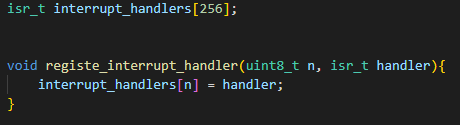 isr_t interrupt_handlers[256];
void registe_interrupt_handler(uint8_t n, isr_t handler){
    interrupt_handlers[n] = handler;
}